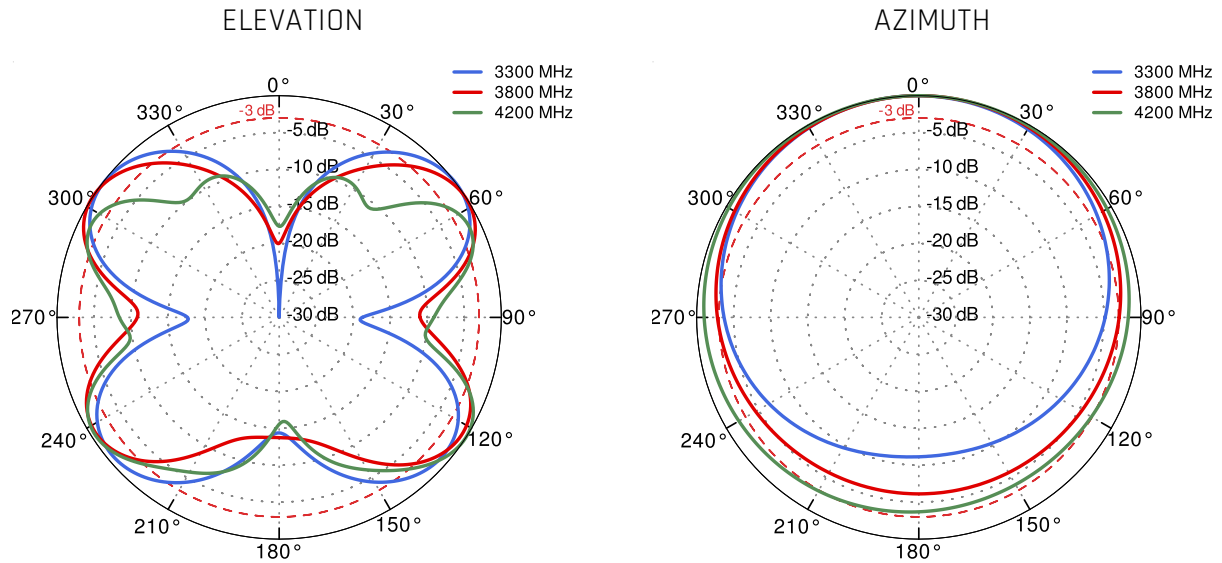 ELEVATION
3300 MHz
3800 MHz
4200 MHz
0°
330°
30°
-3 dB
-5 dB
-10 dB
300°
60°
-15 dB
-20 dB
-25 dB
270°
-30 dB
90°
240°
120°
210°
150°
180°
AZIMUTH
3300 MHz
3800 MHz
4200 MHz
0°
330°
30°
-3 dB
-5 dB
-10 dB
300°
60°
-15 dB
-20 dB
-25 dB
270°
-30 dB
90°
240°
120°
210°
150°
180°